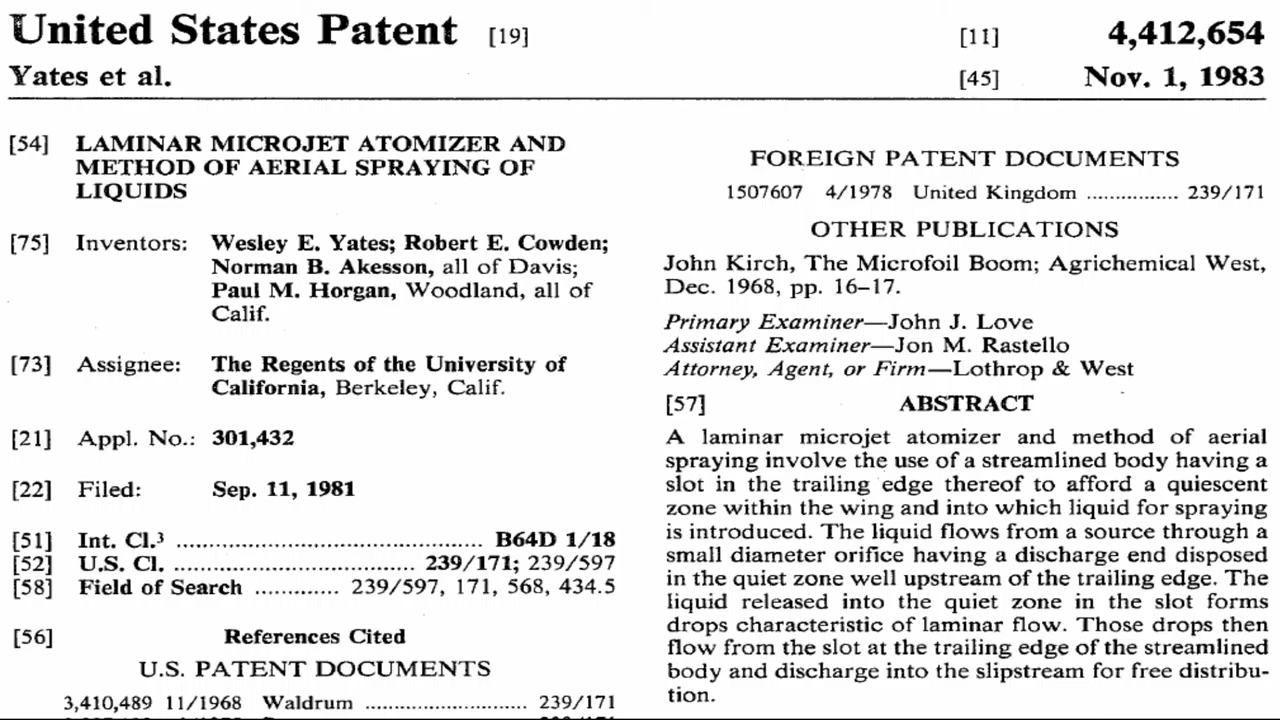 United States Patent [19]
Yates et al.
[11] 4,412,654
[45] Nov. 1, 1983
[54] LAMINAR MICROJET ATOMIZER AND
METHOD OF AERIAL SPRAYING OF
LIQUIDS
[75] Inventors: Wesley E. Yates; Robert E. Cowden;
Norman B. Akesson, all of Davis;
Paul M. Horgan, Woodland, all of
Calif.
[73] Assignee: The Regents of the University of
California, Berkeley, Calif.
[21] Appl. No.: 301,432
[22] Filed: Sep. 11, 1981
[51] Int. Cl.³ ................................................ B64D 1/18
[52] U.S. Cl. ..................................... 239/171; 239/597
[58] Field of Search ............. 239/597, 171, 568, 434.5
[56] References Cited
U.S. PATENT DOCUMENTS
3,410,489 11/1968 Waldrum ........................... 239/171
FOREIGN PATENT DOCUMENTS
1507607 4/1978 United Kingdom ................ 239/171
OTHER PUBLICATIONS
John Kirch, The Microfoil Boom; Agrichemical West,
Dec. 1968, pp. 16–17.
Primary Examiner—John J. Love
Assistant Examiner—Jon M. Rastello
Attorney, Agent, or Firm—Lothrop & West
[57] ABSTRACT
A laminar microjet atomizer and method of aerial
spraying involve the use of a streamlined body having a
slot in the trailing edge thereof to afford a quiescent
zone within the wing and into which liquid for spraying
is introduced. The liquid flows from a source through a
small diameter orifice having a discharge end disposed
in the quiet zone well upstream of the trailing edge. The
liquid released into the quiet zone in the slot forms
drops characteristic of laminar flow. Those drops then
flow from the slot at the trailing edge of the streamlined
body and discharge into the slipstream for free distribu-
tion.